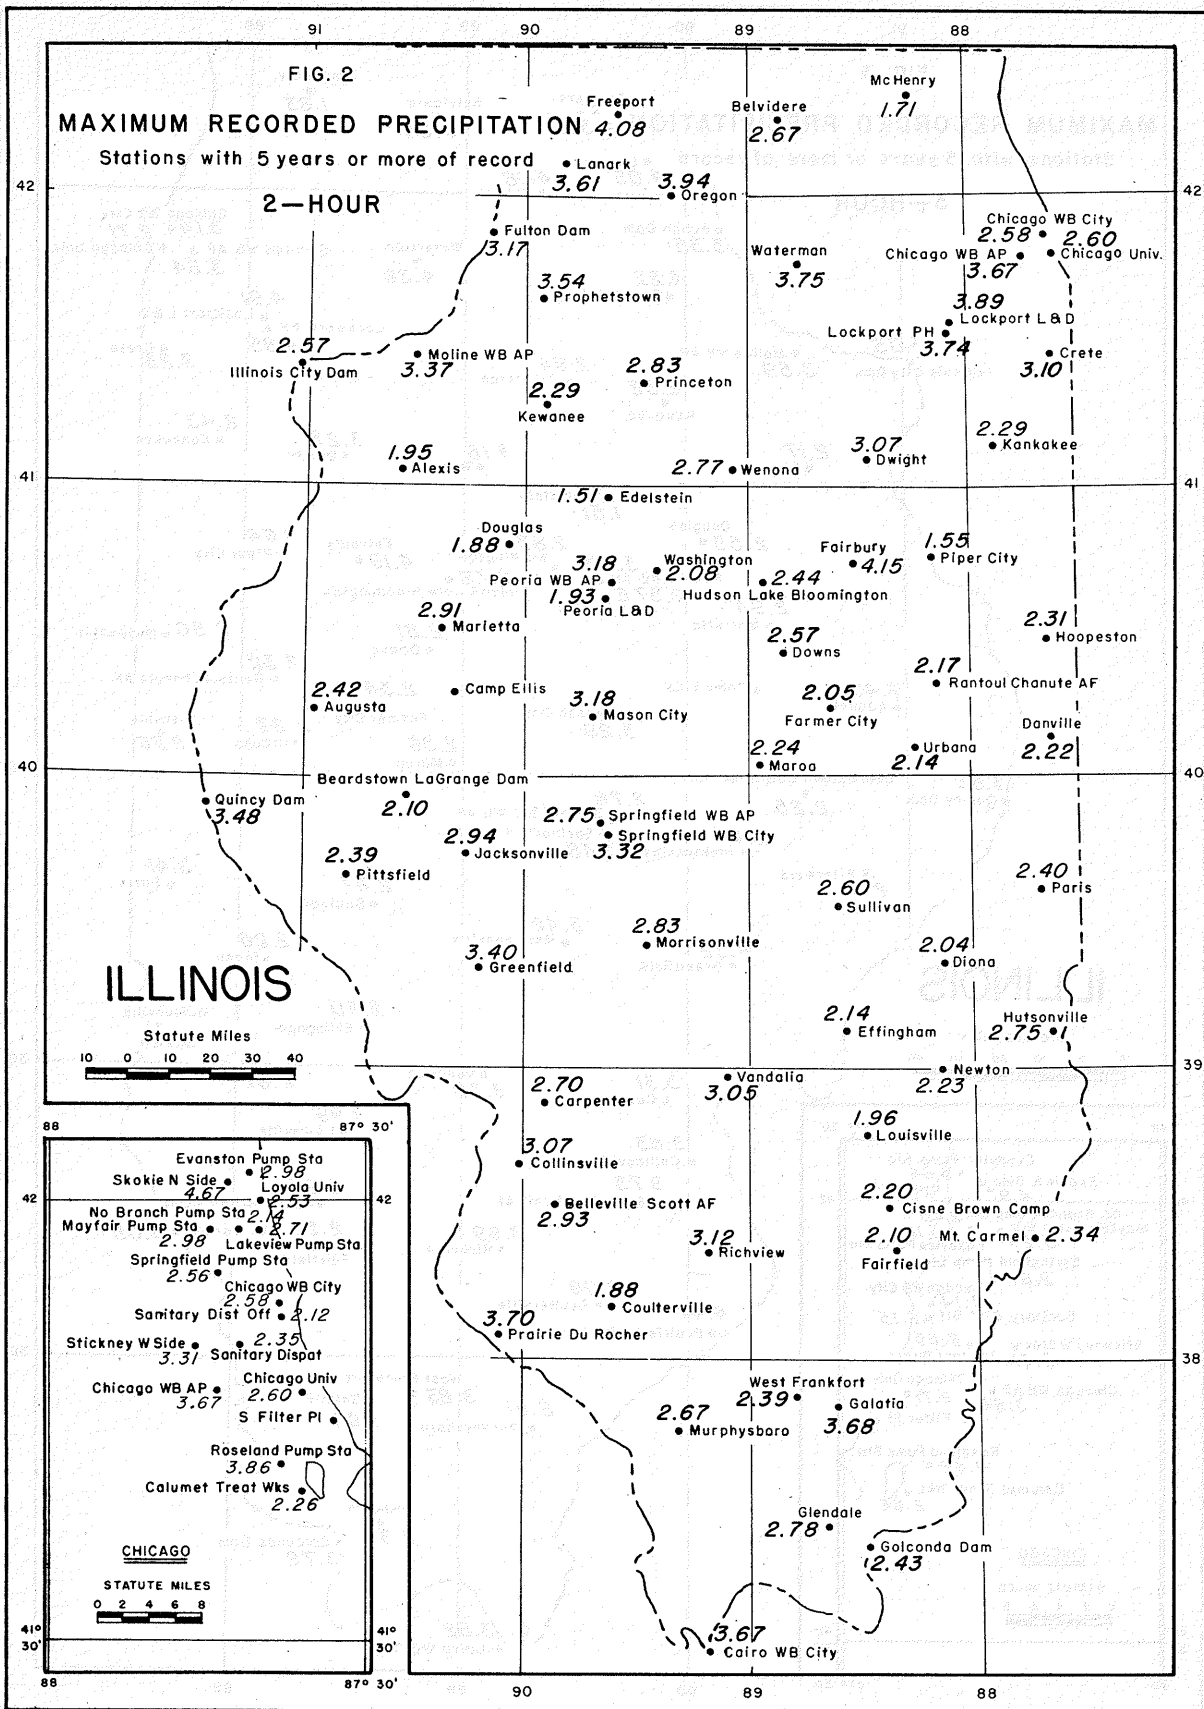 91 90 89 88
FIG. 2
MAXIMUM RECORDED PRECIPITATION
Stations with 5 years or more of record
2-HOUR
42
42
McHenry
1.71
Freeport
4.08
Belvidere
2.67
Lanark
3.61
3.94
Oregon
Fulton Dam
3.17
Chicago WB City
2.58
2.60
Chicago Univ.
Chicago WB AP
3.67
Waterman
3.75
3.54
Prophetstown
3.89
Lockport L&D
Lockport PH
3.74
2.57
Illinois City Dam
Moline WB AP
3.37
Crete
3.10
2.83
Princeton
2.29
Kewanee
2.29
Kankakee
3.07
Dwight
1.95
Alexis
2.77 Wenona
41
41
1.51 Edelstein
Douglas
1.88
1.55
Piper City
Fairbury
4.15
3.18
Peoria WB AP
Washington
2.08
2.44
Hudson Lake Bloomington
1.93
Peoria L&D
2.91
Marietta
2.31
Hoopeston
2.57
Downs
2.17
Rantoul Chanute AF
Camp Ellis
2.42
Augusta
3.18
Mason City
2.05
Farmer City
Danville
2.22
Urbana
2.14
2.24
Maroa
40
40
Beardstown LaGrange Dam
2.10
Quincy Dam
3.48
2.75 Springfield WB AP
Springfield WB City
3.32
2.94
Jacksonville
2.39
Pittsfield
2.40
Paris
2.60
Sullivan
2.83
Morrisonville
2.04
Diona
3.40
Greenfield
ILLINOIS
Statute Miles
10 0 10 20 30 40
2.14
Effingham
Hutsonville
2.75
39
Vandalia
3.05
Newton
2.23
2.70
Carpenter
1.96
Louisville
3.07
Collinsville
Belleville Scott AF
2.93
2.20
Cisne Brown Camp
Mt. Carmel 2.34
3.12
Richview
2.10
Fairfield
1.88
Coulterville
3.70
Prairie Du Rocher
38
West Frankfort
2.39
Galatia
3.68
2.67
Murphysboro
Glendale
2.78
Golconda Dam
2.43
3.67
Cairo WB City
90 89 88
88 87° 30'
42
42
Evanston Pump Sta
2.98
Skokie N Side
4.67
Loyola Univ
2.53
No Branch Pump Sta
2.14
Mayfair Pump Sta
2.98
2.71
Lakeview Pump Sta
Springfield Pump Sta
2.56
Chicago WB City
2.58
Sanitary Dist Off 2.12
Stickney W Side
3.31
2.35
Sanitary Dispat
Chicago WB AP
3.67
Chicago Univ
2.60
S Filter Pl
Roseland Pump Sta
3.86
Calumet Treat Wks
2.26
CHICAGO
STATUTE MILES
0 2 4 6 8
41° 30'
41° 30'
88 87° 30'